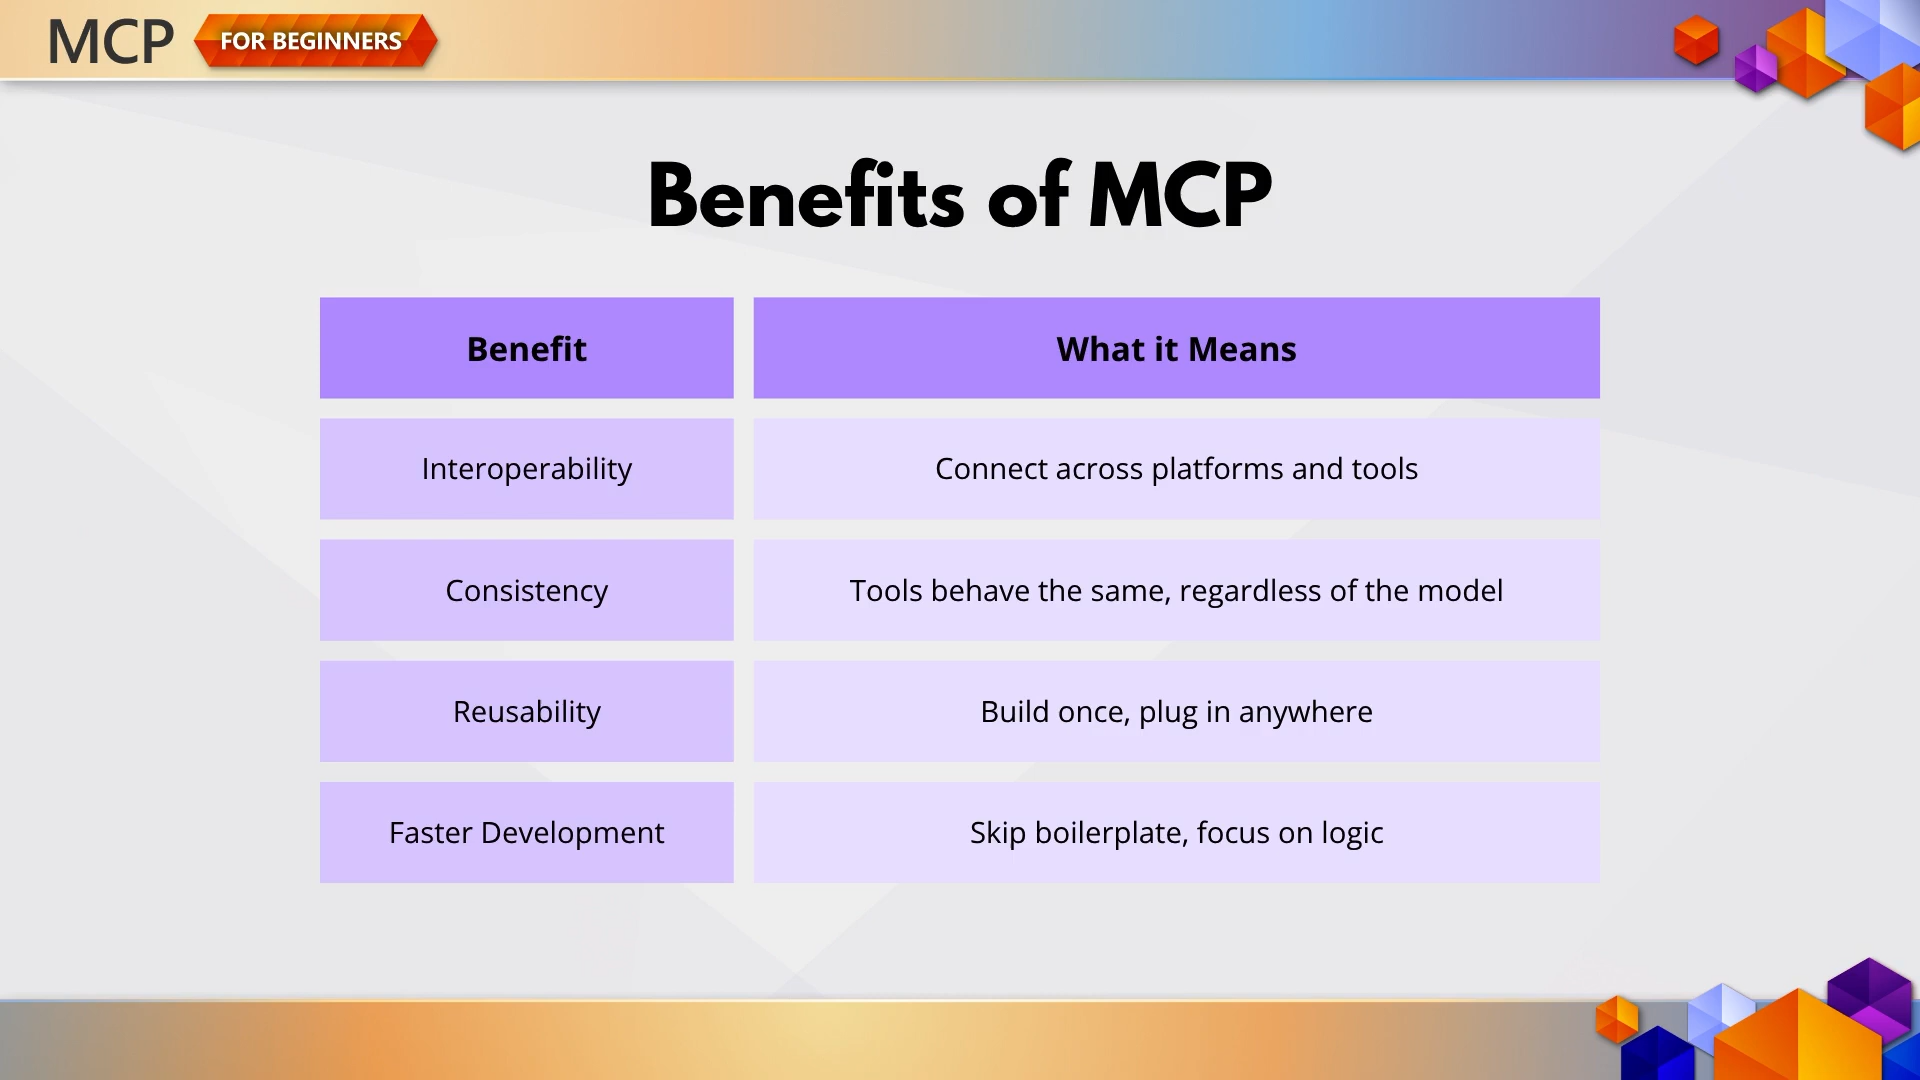 MCP FOR BEGINNERS
Benefits of MCP
Benefit What it Means
Interoperability Connect across platforms and tools
Consistency Tools behave the same, regardless of the model
Reusability Build once, plug in anywhere
Faster Development Skip boilerplate, focus on logic